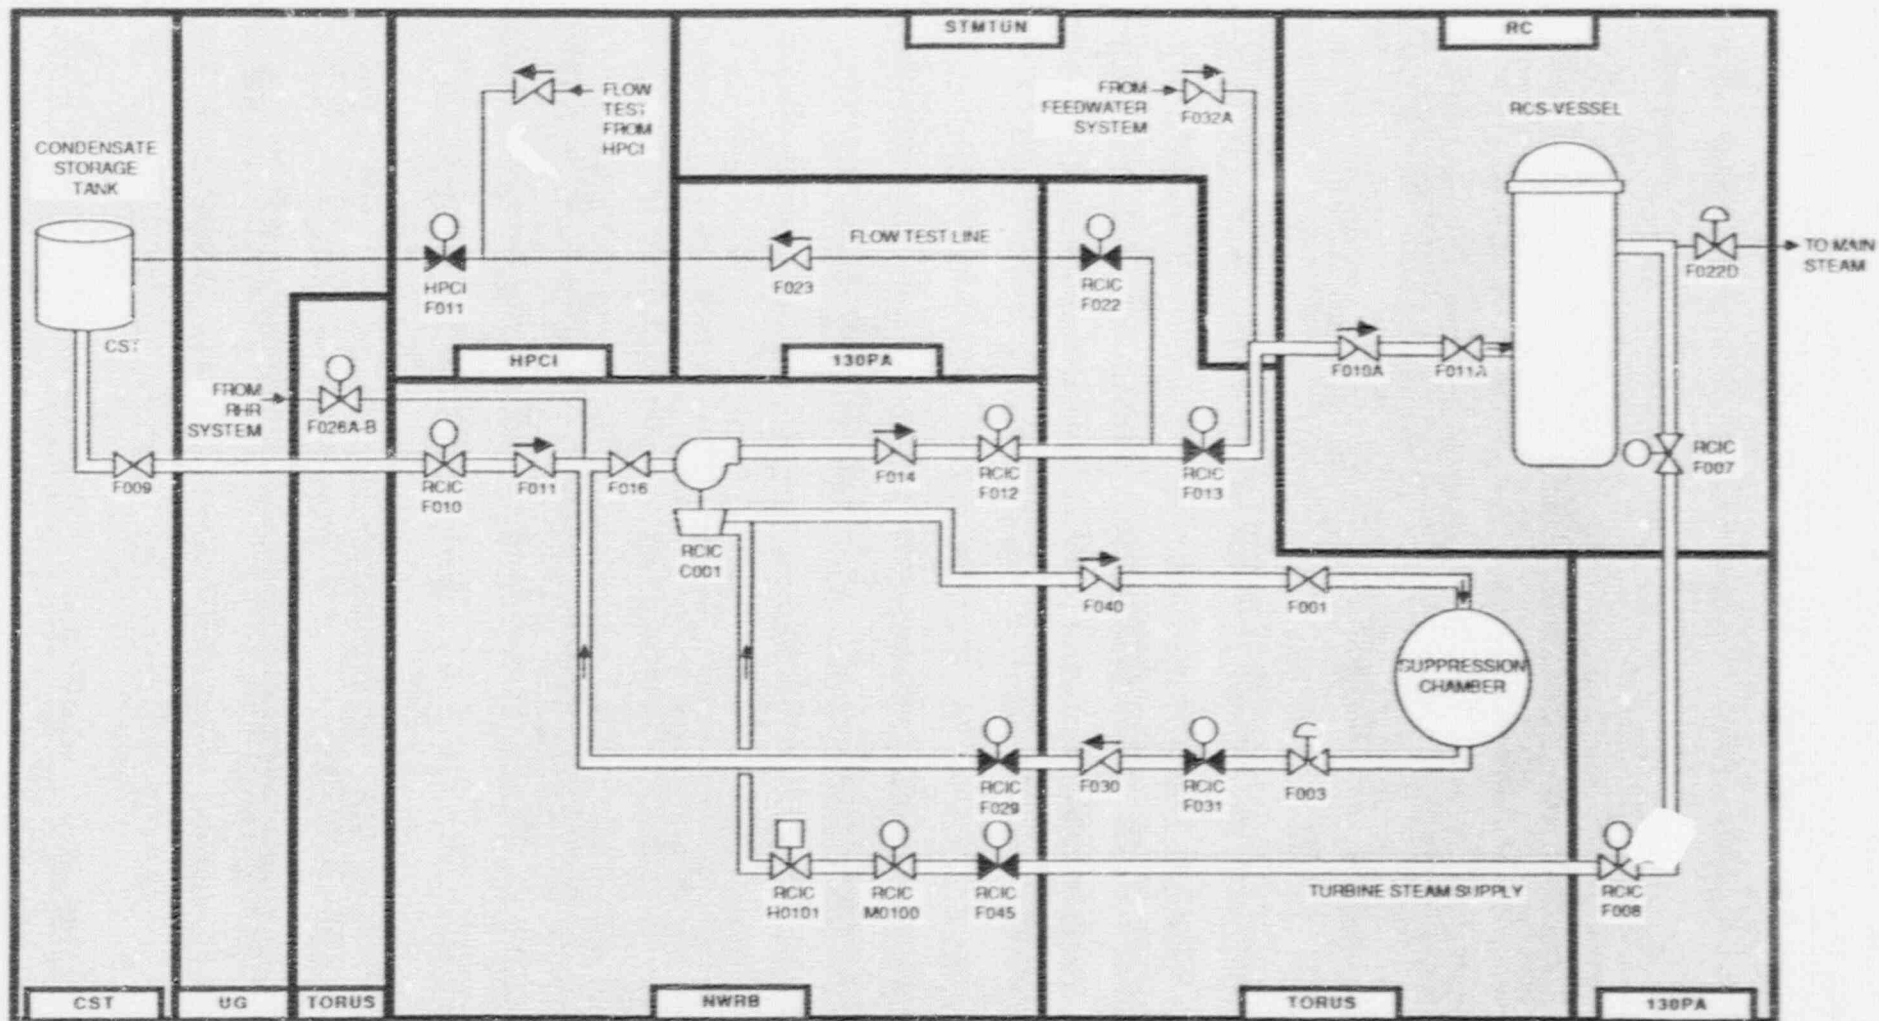 STMTUN
RC
FLOW
TEST
FROM
HPCI
FROM
FEEDWATER
SYSTEM
F032A
RCS-VESSEL
CONDENSATE
STORAGE
TANK
CST
HPCI
F011
F023
FLOW TEST LINE
RCIC
F022
F022D
TO MAIN
STEAM
HPCI
130PA
F010A
F011A
FROM
RHR
SYSTEM
F026A-B
F009
RCIC
F010
F011
F016
F014
RCIC
F012
RCIC
F013
RCIC
F007
RCIC
C001
F040
F001
SUPPRESSION
CHAMBER
RCIC
F029
F030
RCIC
F031
F003
RCIC
H0101
RCIC
M0100
RCIC
F045
TURBINE STEAM SUPPLY
RCIC
F008
CST
UG
TORUS
NWRB
TORUS
130PA